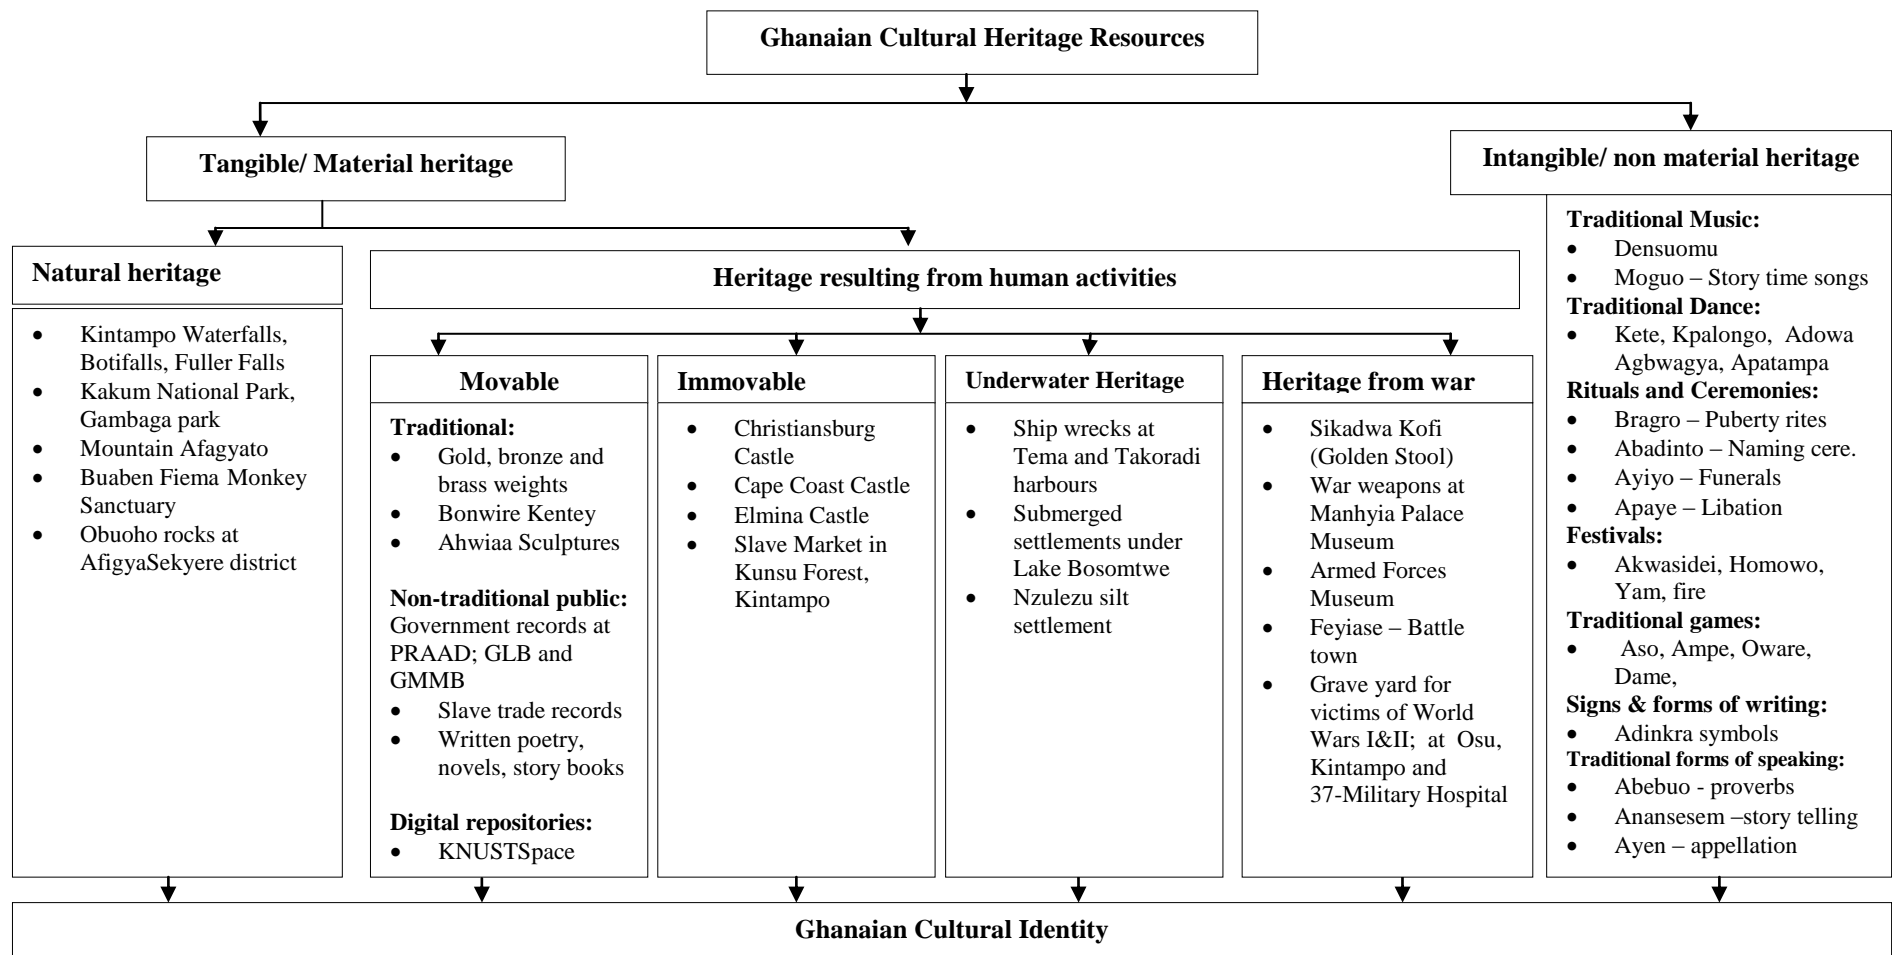 Ghanaian Cultural Heritage Resources
Tangible/ Material heritage
Intangible/ non material heritage
Natural heritage
• Kintampo Waterfalls,
Botifalls, Fuller Falls
• Kakum National Park,
Gambaga park
• Mountain Afagyato
• Buaben Fiema Monkey
Sanctuary
• Obuoho rocks at
AfigyaSekyere district
Heritage resulting from human activities
Movable
Traditional:
• Gold, bronze and
brass weights
• Bonwire Kentey
• Ahwiaa Sculptures
Non-traditional public:
Government records at
PRAAD; GLB and
GMMB
• Slave trade records
• Written poetry,
novels, story books
Digital repositories:
• KNUSTSpace
Immovable
• Christiansburg
Castle
• Cape Coast Castle
• Elmina Castle
• Slave Market in
Kunsu Forest,
Kintampo
Underwater Heritage
• Ship wrecks at
Tema and Takoradi
harbours
• Submerged
settlements under
Lake Bosomtwe
• Nzulezu silt
settlement
Heritage from war
• Sikadwa Kofi
(Golden Stool)
• War weapons at
Manhyia Palace
Museum
• Armed Forces
Museum
• Feyiase – Battle
town
• Grave yard for
victims of World
Wars I&II; at Osu,
Kintampo and
37-Military Hospital
Traditional Music:
• Densuomu
• Moguo – Story time songs
Traditional Dance:
• Kete, Kpalongo, Adowa
Agbwagya, Apatampa
Rituals and Ceremonies:
• Bragro – Puberty rites
• Abadinto – Naming cere.
• Ayiyo – Funerals
• Apaye – Libation
Festivals:
• Akwasidei, Homowo,
Yam, fire
Traditional games:
• Aso, Ampe, Oware,
Dame,
Signs & forms of writing:
• Adinkra symbols
Traditional forms of speaking:
• Abebuo - proverbs
• Anansesem –story telling
• Ayen – appellation
Ghanaian Cultural Identity